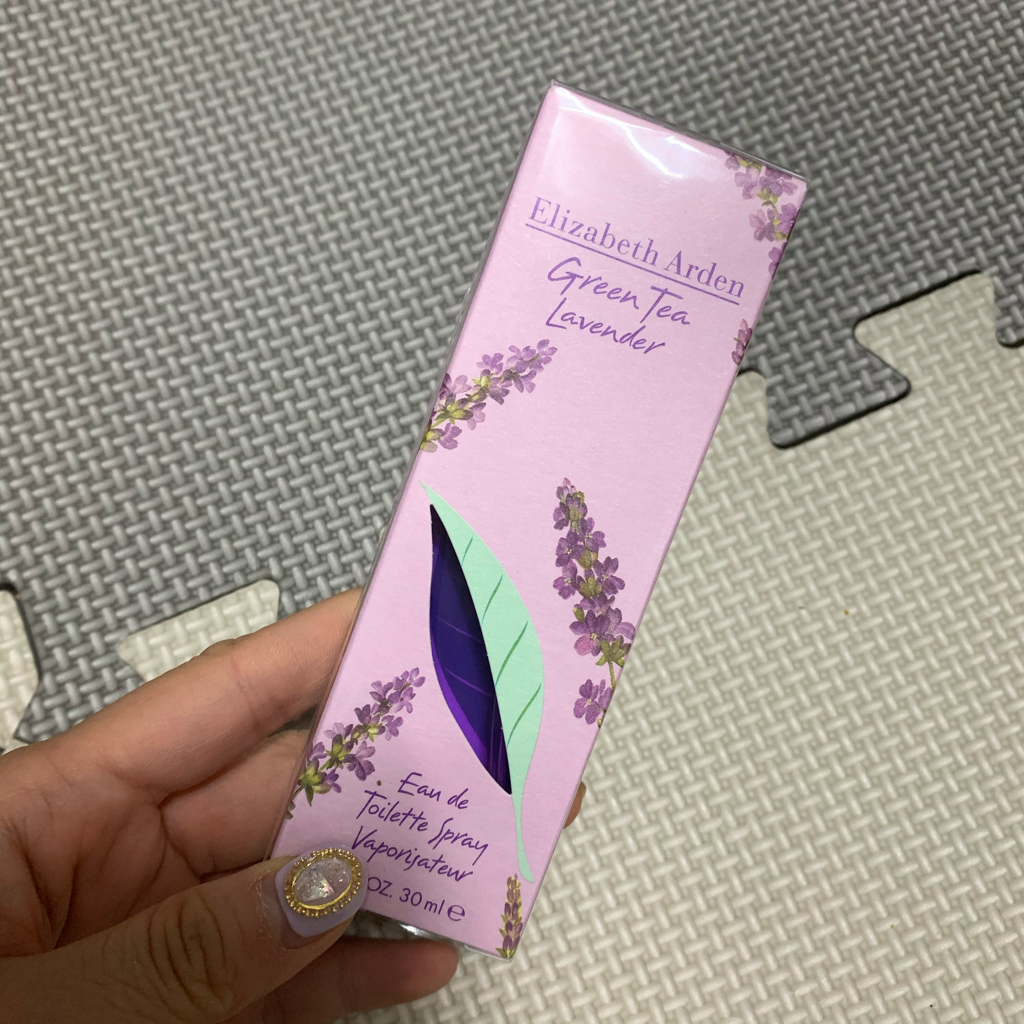 Elizabeth Arden
Green Tea
Lavender
Eau de
Toilette Spray
Vaporisateur
OZ. 30 ml ℮